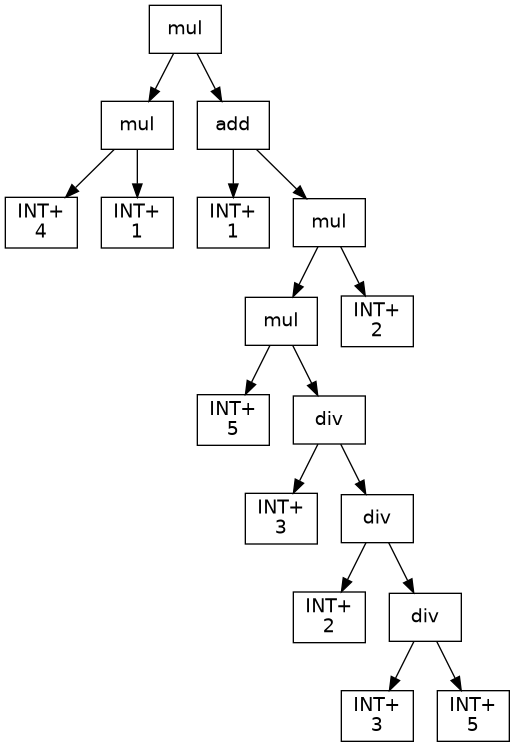 mul
mul
add
INT+
4
INT+
1
INT+
1
mul
mul
INT+
2
INT+
5
div
INT+
3
div
INT+
2
div
INT+
3
INT+
5